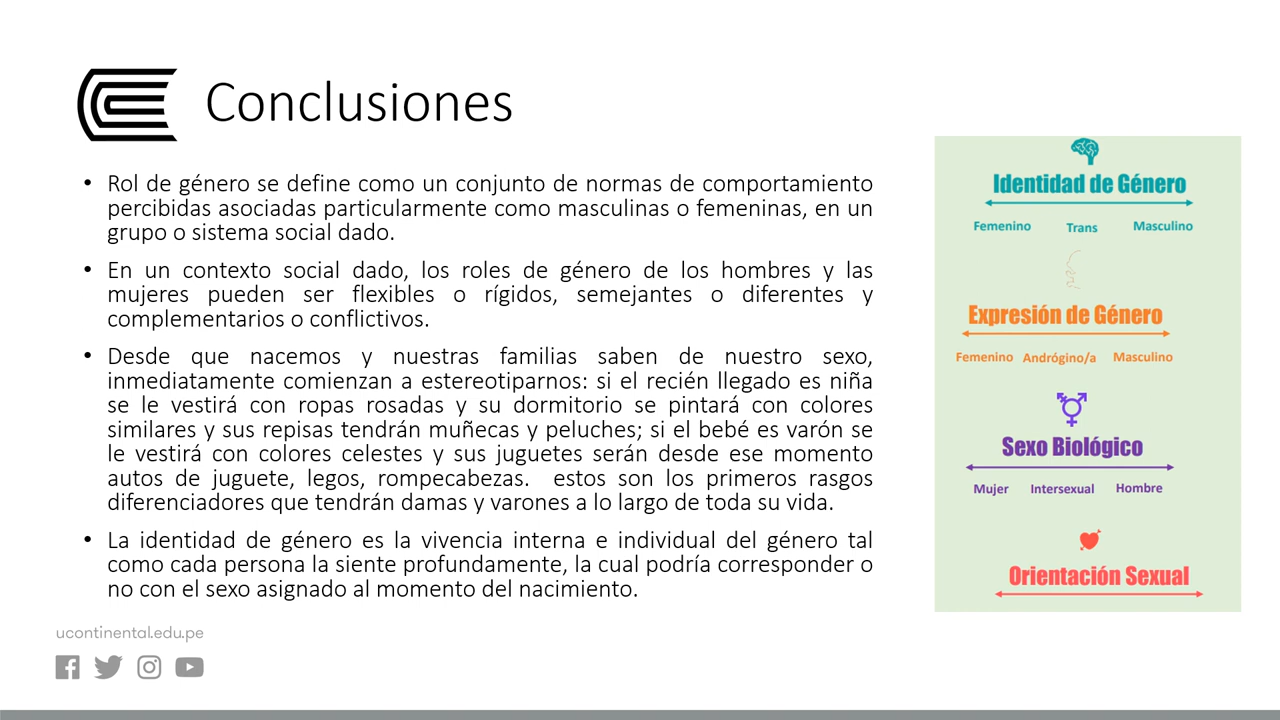 Conclusiones
• Rol de género se define como un conjunto de normas de comportamiento
percibidas asociadas particularmente como masculinas o femeninas, en un
grupo o sistema social dado.
• En un contexto social dado, los roles de género de los hombres y las
mujeres pueden ser flexibles o rígidos, semejantes o diferentes y
complementarios o conflictivos.
• Desde que nacemos y nuestras familias saben de nuestro sexo,
inmediatamente comienzan a estereotiparnos: si el recién llegado es niña
se le vestirá con ropas rosadas y su dormitorio se pintará con colores
similares y sus repisas tendrán muñecas y peluches; si el bebé es varón se
le vestirá con colores celestes y sus juguetes serán desde ese momento
autos de juguete, legos, rompecabezas. estos son los primeros rasgos
diferenciadores que tendrán damas y varones a lo largo de toda su vida.
• La identidad de género es la vivencia interna e individual del género tal
como cada persona la siente profundamente, la cual podría corresponder o
no con el sexo asignado al momento del nacimiento.
Identidad de Género
Femenino Trans Masculino
Expresión de Género
Femenino Andrógino/a Masculino
Sexo Biológico
Mujer Intersexual Hombre
Orientación Sexual
ucontinental.edu.pe